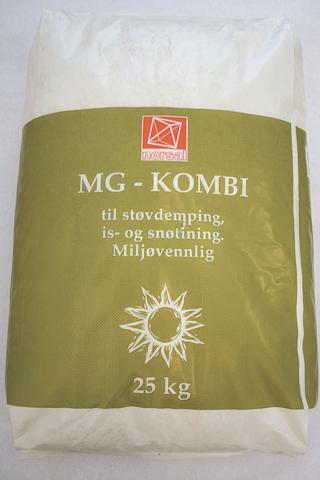 norsal
MG - KOMBI
til støvdemping,
is- og snøtining.
Miljøvennlig
25 kg